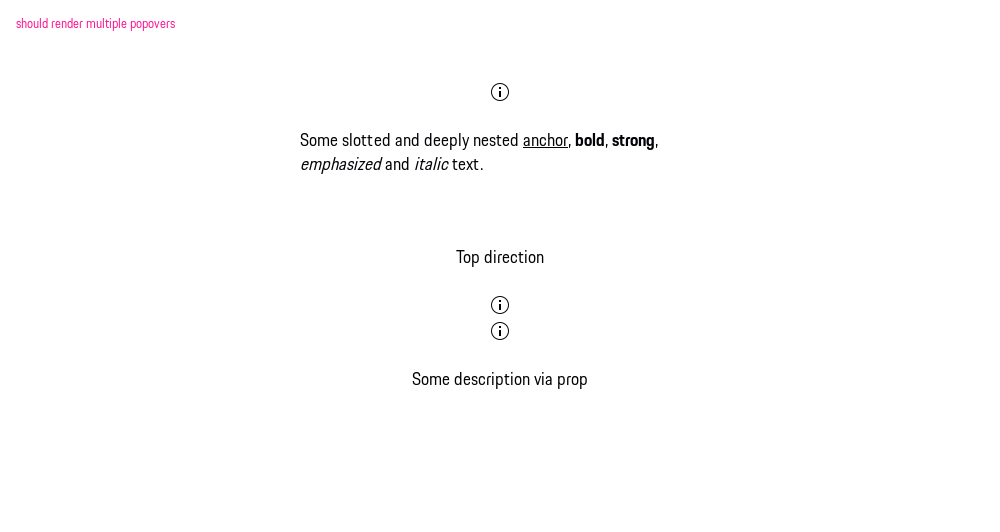 should render multiple popovers
Some slotted and deeply nested anchor, bold, strong,
emphasized and italic text.
Top direction
Some description via prop